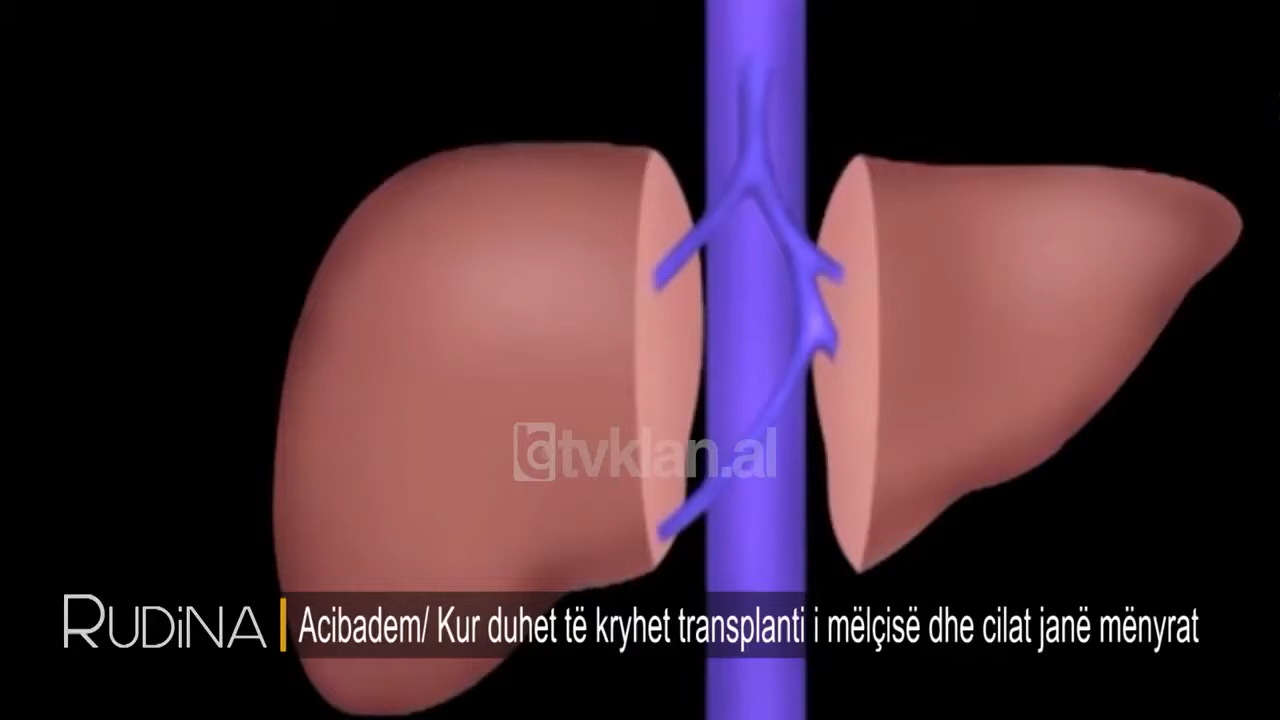 tvklan.al
RUDiNA
Acibadem/ Kur duhet të kryhet transplanti i mëlçisë dhe cilat janë mënyrat